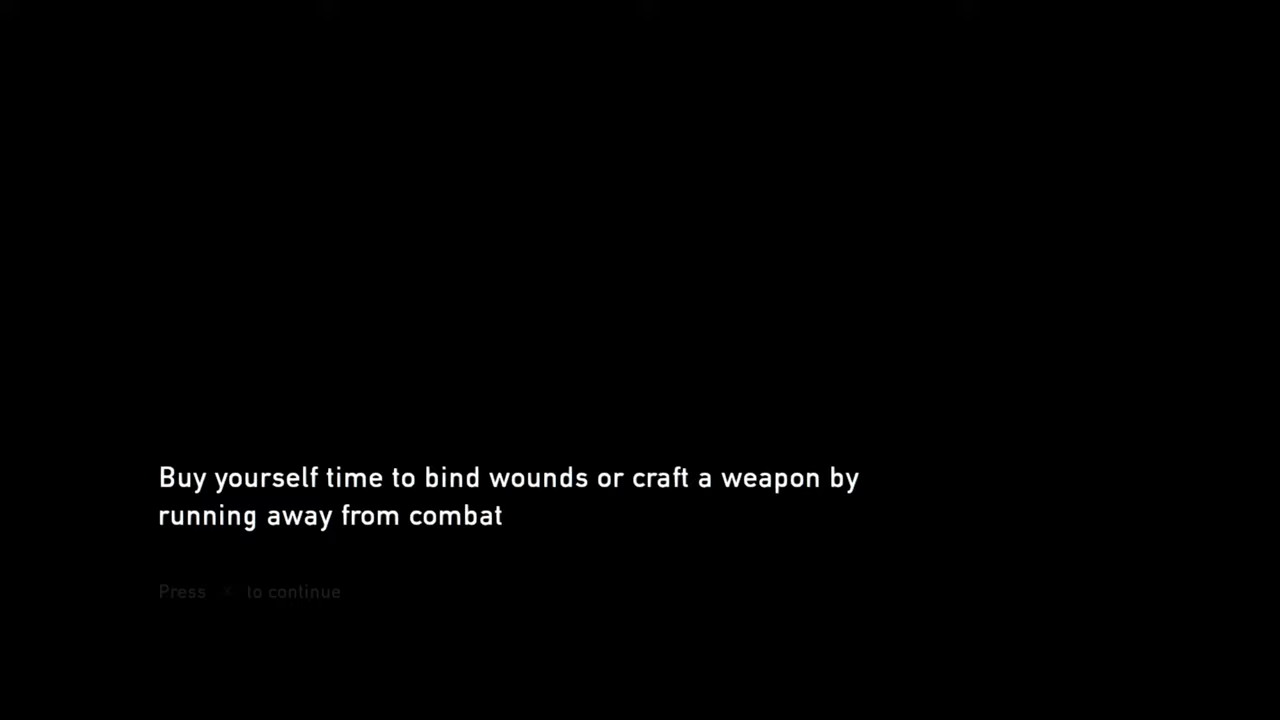 Buy yourself time to bind wounds or craft a weapon by
running away from combat
Press X to continue